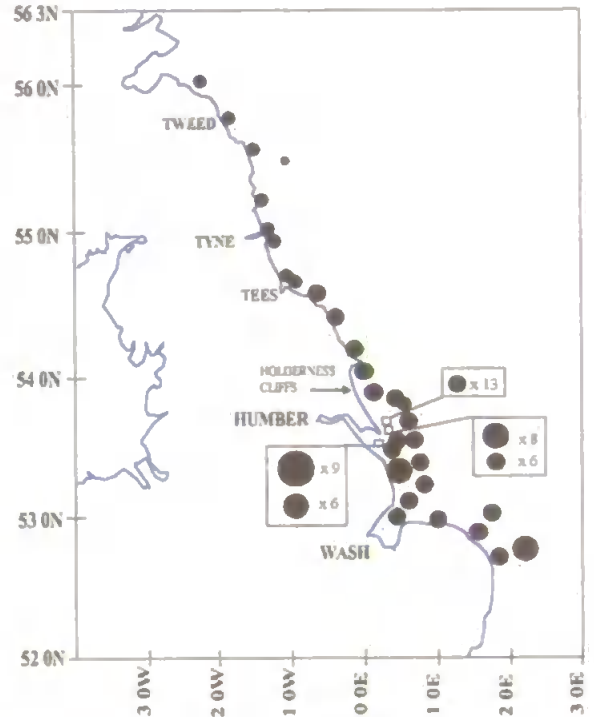 56.3N
56 0N
TWEED
55 0N
TYNE
TEES
HOLDERNESS
CLIFFS
54 0N
x 13
HUMBER
x 8
x 9
x 6
x 6
53 0N
WASH
52 0N
3 0W
2 0W
1 0W
0 0E
1 0E
2 0E
3 0E